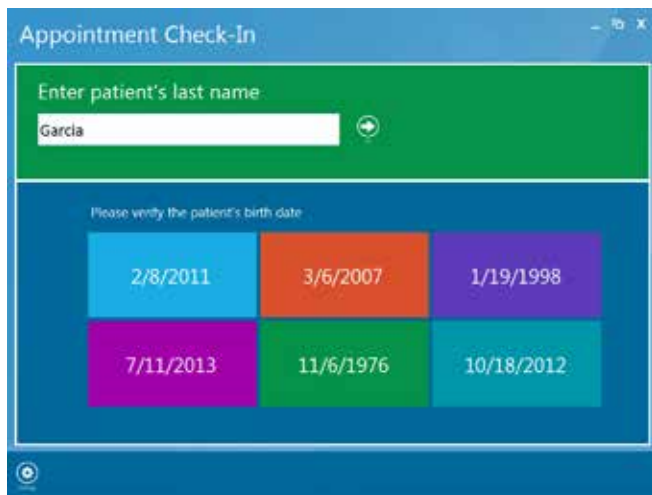 Appointment Check-In
Enter patient's last name
Garcia
Please verify the patient's birth date
2/8/2011 3/6/2007 1/19/1998
7/11/2013 11/6/1976 10/18/2012